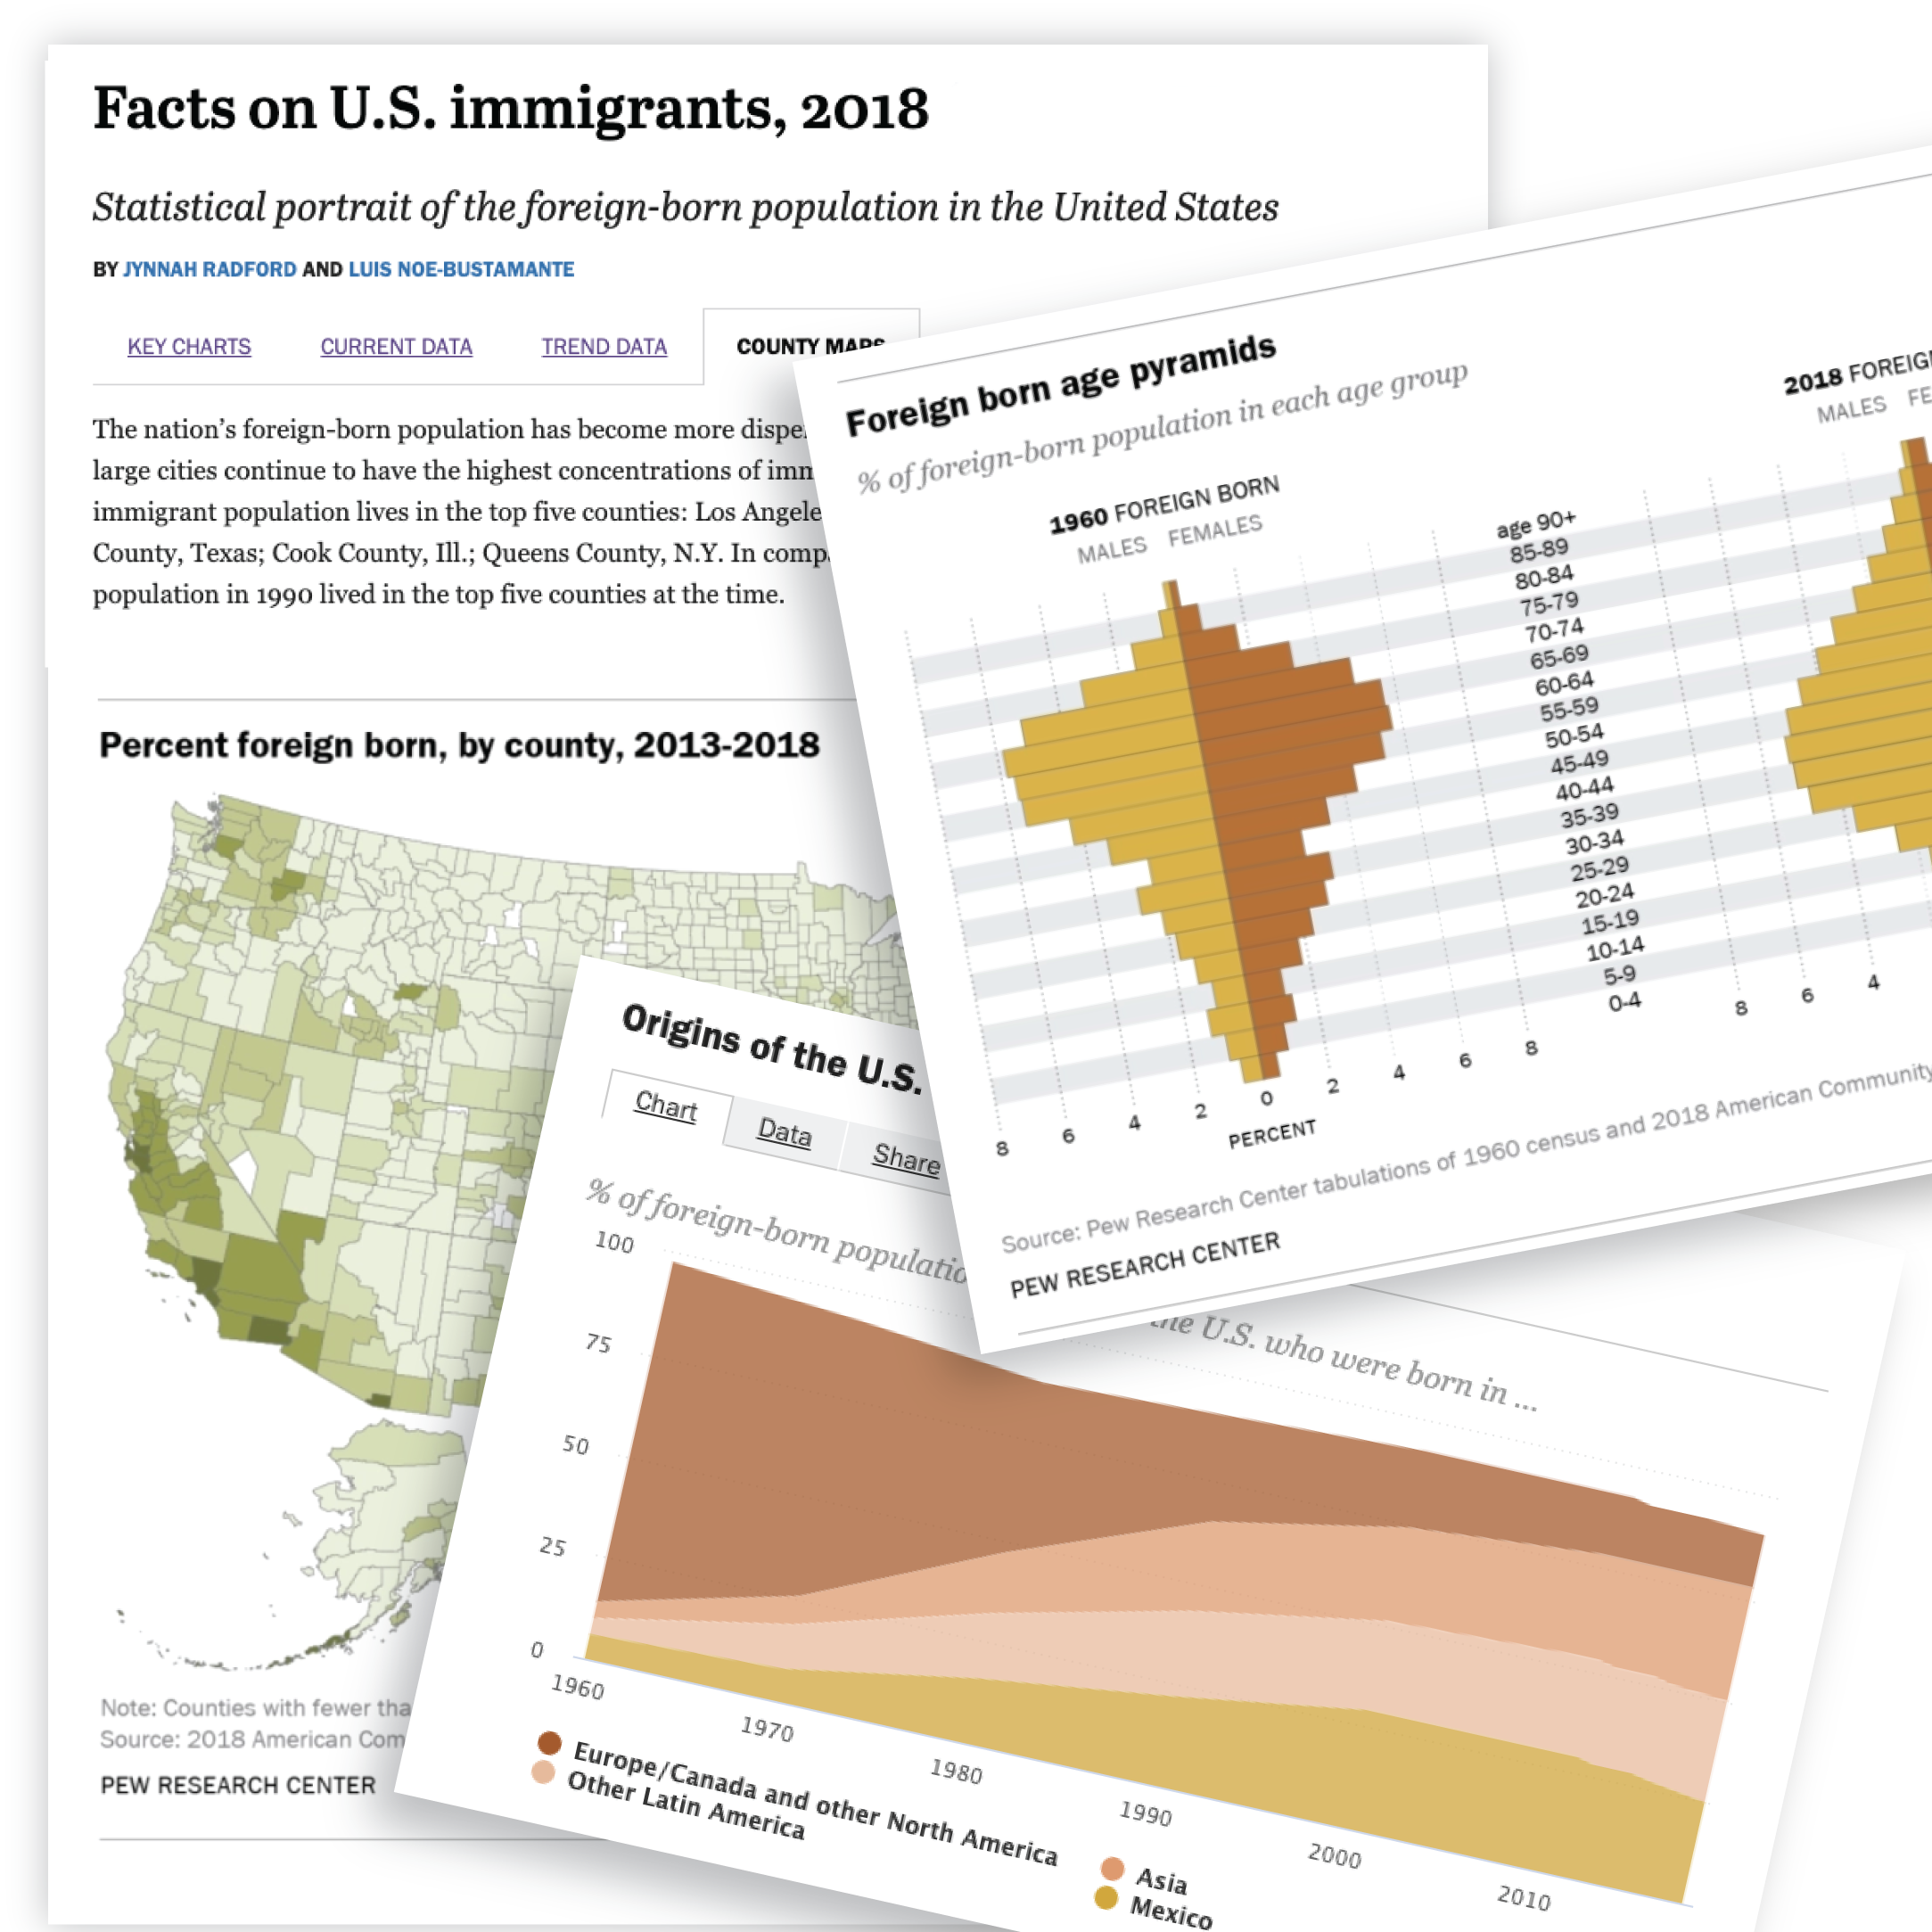 Facts on U.S. immigrants, 2018
Statistical portrait of the foreign-born population in the United States
BY JYNNAH RADFORD AND LUIS NOE-BUSTAMANTE
KEY CHARTS
CURRENT DATA
TREND DATA
COUNTY MAPS
The nation’s foreign-born population has become more
large cities continue to have the highest concentrations of
immigrant population lives in the top five counties: Los
County, Texas; Cook County, Ill.; Queens County, N.Y. In
population in 1990 lived in the top five counties at the time.
Percent foreign born, by county, 2013-2018
Note: Counties with fewer
Source: 2018 American
PEW RESEARCH CENTER
Foreign born age pyramids
% of foreign-born population in each age group
1960 FOREIGN BORN
MALES FEMALES
2018
MALES
age 90+
85-89
80-84
75-79
70-74
65-69
60-64
55-59
50-54
45-49
40-44
35-39
30-34
25-29
20-24
15-19
10-14
5-9
0-4
8 6 4 2 0 2 4 6 8
8 6 4
PERCENT
Source: Pew Research Center tabulations of 1960 census and 2018 American Community
PEW RESEARCH CENTER
Origins of the U.S.
Chart
Data
Share
% of foreign-born
the U.S. who were born in ...
100
75
50
25
0
1960
1970
1980
1990
2000
2010
Europe/Canada and other North America
Other Latin America
Asia
Mexico